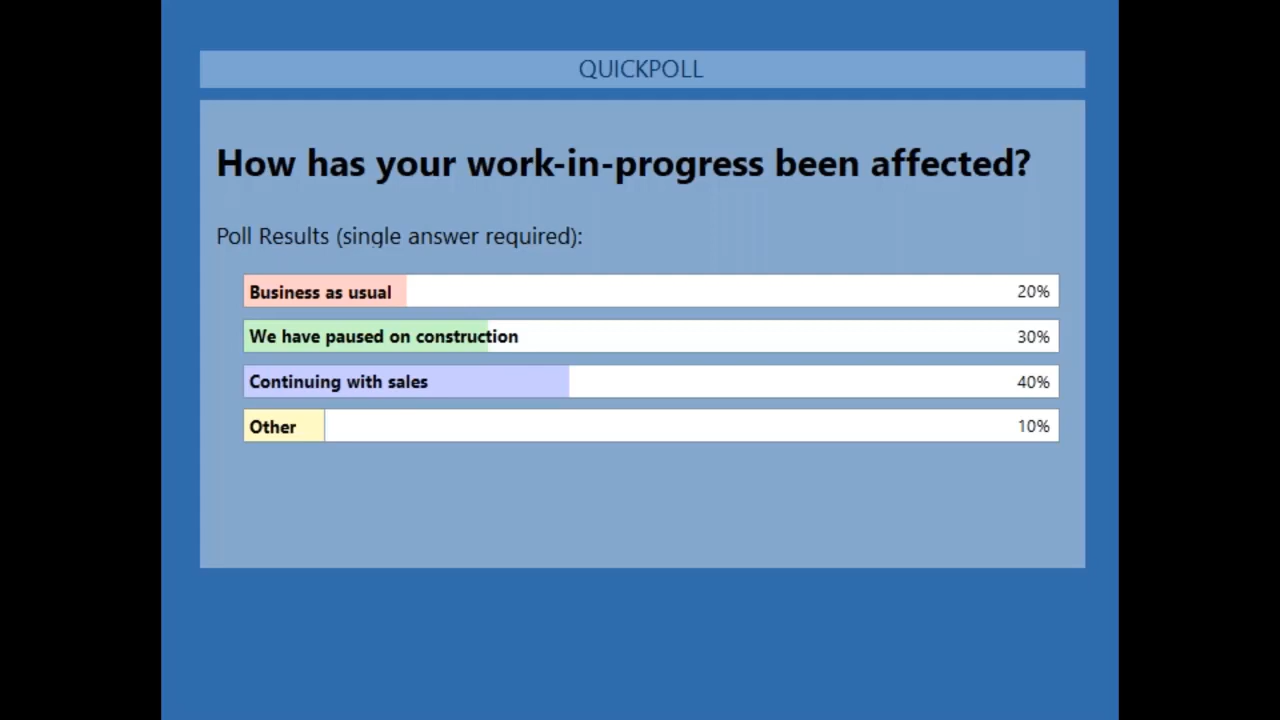 QUICKPOLL
How has your work-in-progress been affected?
Poll Results (single answer required):
Business as usual 20%
We have paused on construction 30%
Continuing with sales 40%
Other 10%